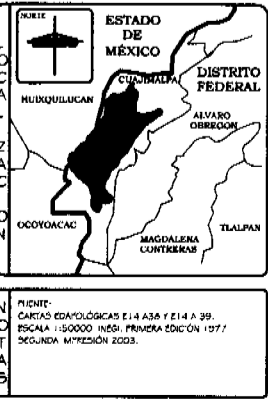 NORTE
ESTADO
DE
MÉXICO
CUAJIMALPA
DISTRITO
FEDERAL
HUIXQUILUCAN
ALVARO
OBREGON
OCOYOACAC
MAGDALENA
CONTRERAS
TLALPAN
FUENTE-
CARTAS EDAFOLÓGICAS E14 A38 Y E14 A 39.
ESCALA 1:50000 INEGI. PRIMERA EDICIÓN 1977
SEGUNDA IMPRESIÓN 2003.